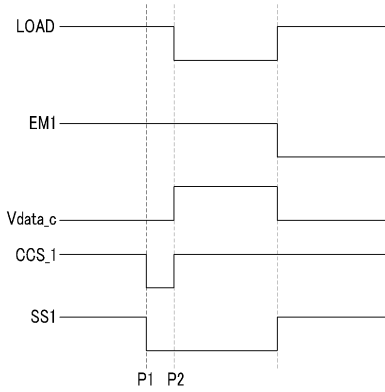 LOAD
EM1
Vdata_c
CCS_1
SS1
P1 P2